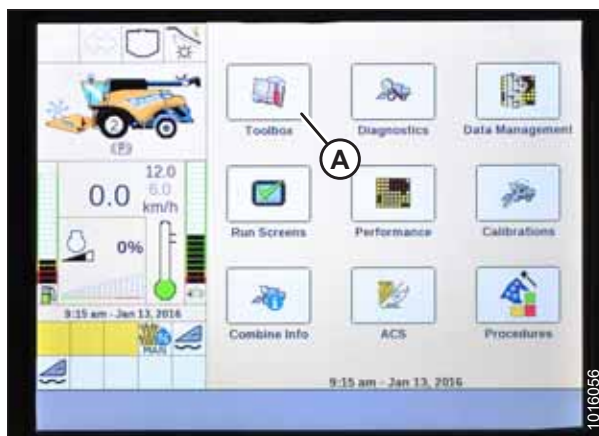 2
(P)
12.0
6.0
0.0
km/h
0%
9:15 am - Jan 13, 2016
MAN
Toolbox
Diagnostics
Data Management
A
Run Screens
Performance
Calibrations
Combine Info
ACS
Procedures
9:15 am - Jan 13, 2016
1016056